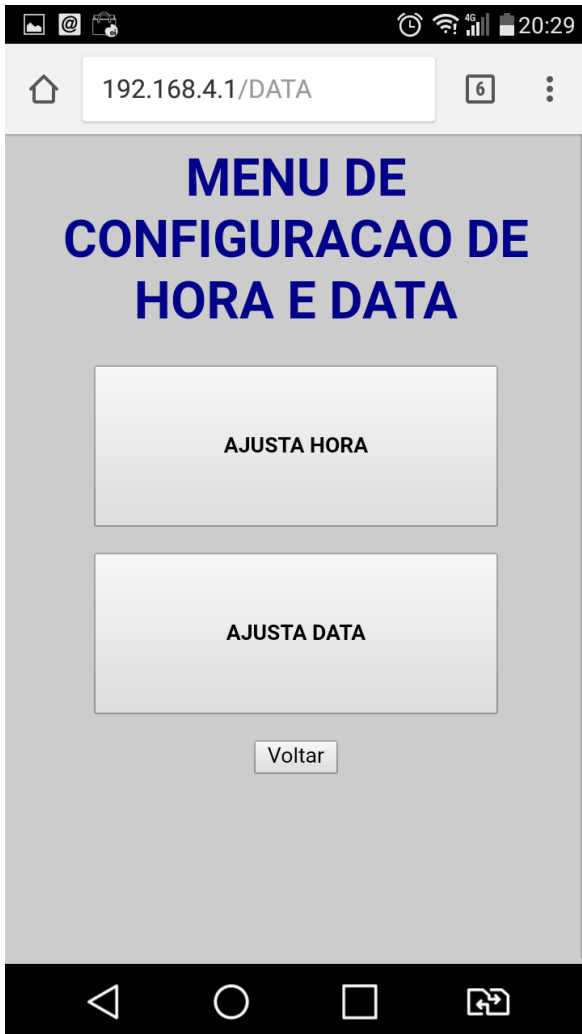 4G 20:29
192.168.4.1/DATA 6
MENU DE
CONFIGURACAO DE
HORA E DATA
AJUSTA HORA
AJUSTA DATA
Voltar